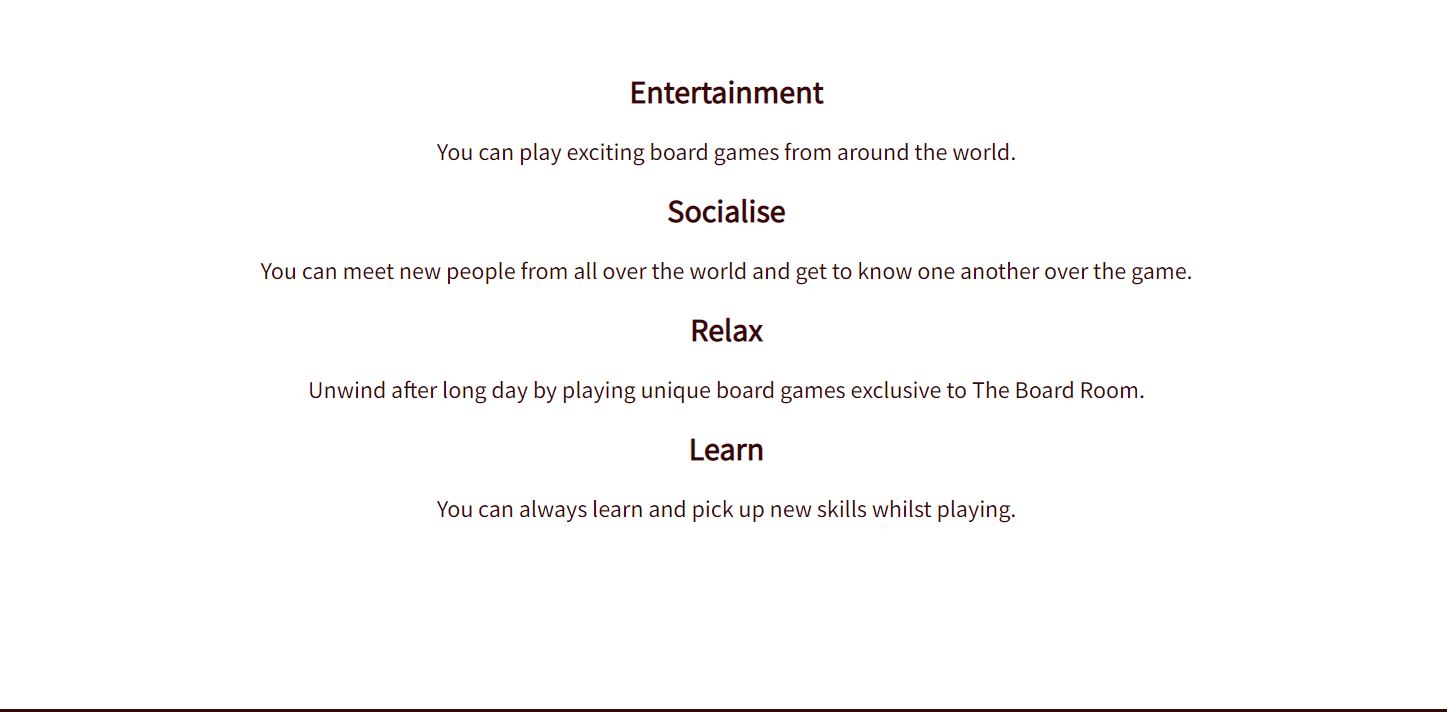 Entertainment
You can play exciting board games from around the world.
Socialise
You can meet new people from all over the world and get to know one another over the game.
Relax
Unwind after long day by playing unique board games exclusive to The Board Room.
Learn
You can always learn and pick up new skills whilst playing.